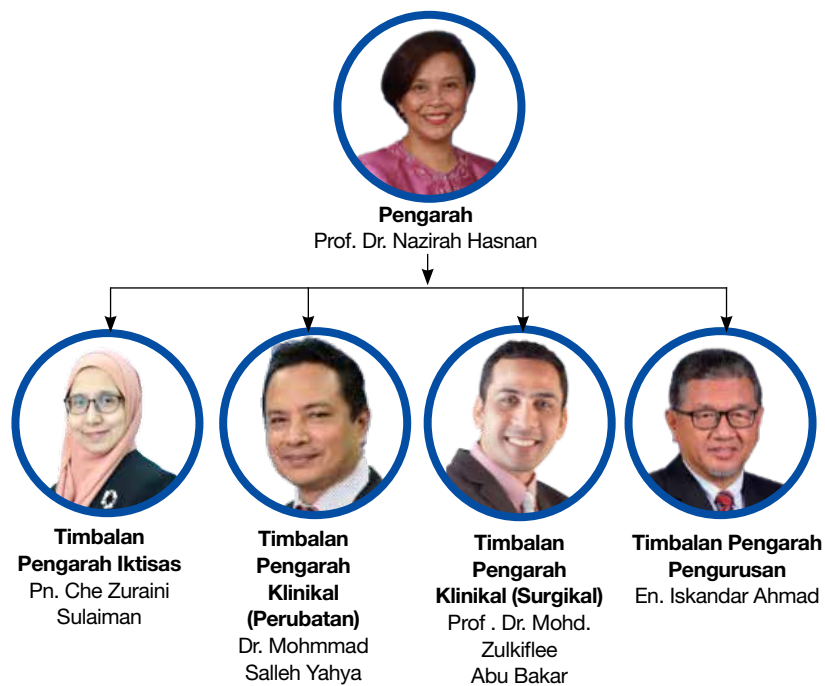 Pengarah
Prof. Dr. Nazirah Hasnan
Timbalan
Pengarah Iktisas
Pn. Che Zuraini
Sulaiman
Timbalan
Pengarah
Klinikal
(Perubatan)
Dr. Mohmmad
Salleh Yahya
Timbalan
Pengarah
Klinikal (Surgikal)
Prof . Dr. Mohd.
Zulkiflee
Abu Bakar
Timbalan Pengarah
Pengurusan
En. Iskandar Ahmad